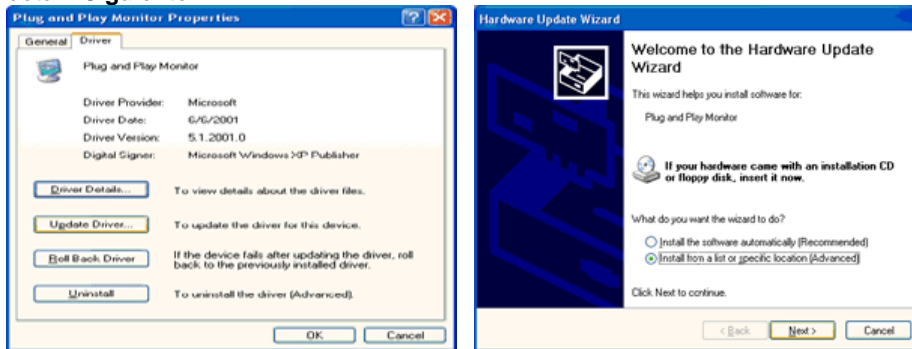 Plug and Play Monitor Properties
General Driver
Plug and Play Monitor
Driver Provider: Microsoft
Driver Date: 6/6/2001
Driver Version: 5.1.2001.0
Digital Signer: Microsoft Windows XP Publisher
Driver Details... To view details about the driver files.
Update Driver... To update the driver for this device.
Roll Back Driver If the device fails after updating the driver, roll
back to the previously installed driver.
Uninstall To uninstall the driver (Advanced).
OK Cancel
Hardware Update Wizard
Welcome to the Hardware Update
Wizard
This wizard helps you install software for:
Plug and Play Monitor
If your hardware came with an installation CD
or floppy disk, insert it now.
What do you want the wizard to do?
Install the software automatically (Recommended)
Install from a list or specific location (Advanced)
Click Next to continue.
< Back Next > Cancel